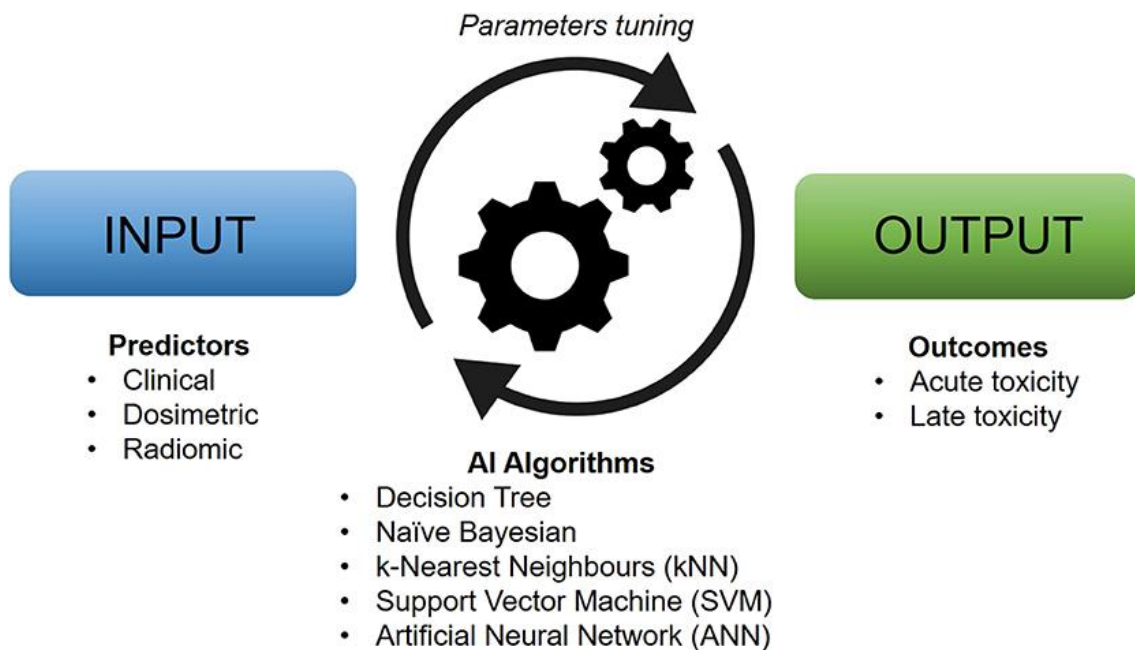 Parameters tuning
INPUT
OUTPUT
Predictors
• Clinical
• Dosimetric
• Radiomic
Outcomes
• Acute toxicity
• Late toxicity
AI Algorithms
• Decision Tree
• Naïve Bayesian
• k-Nearest Neighbours (kNN)
• Support Vector Machine (SVM)
• Artificial Neural Network (ANN)